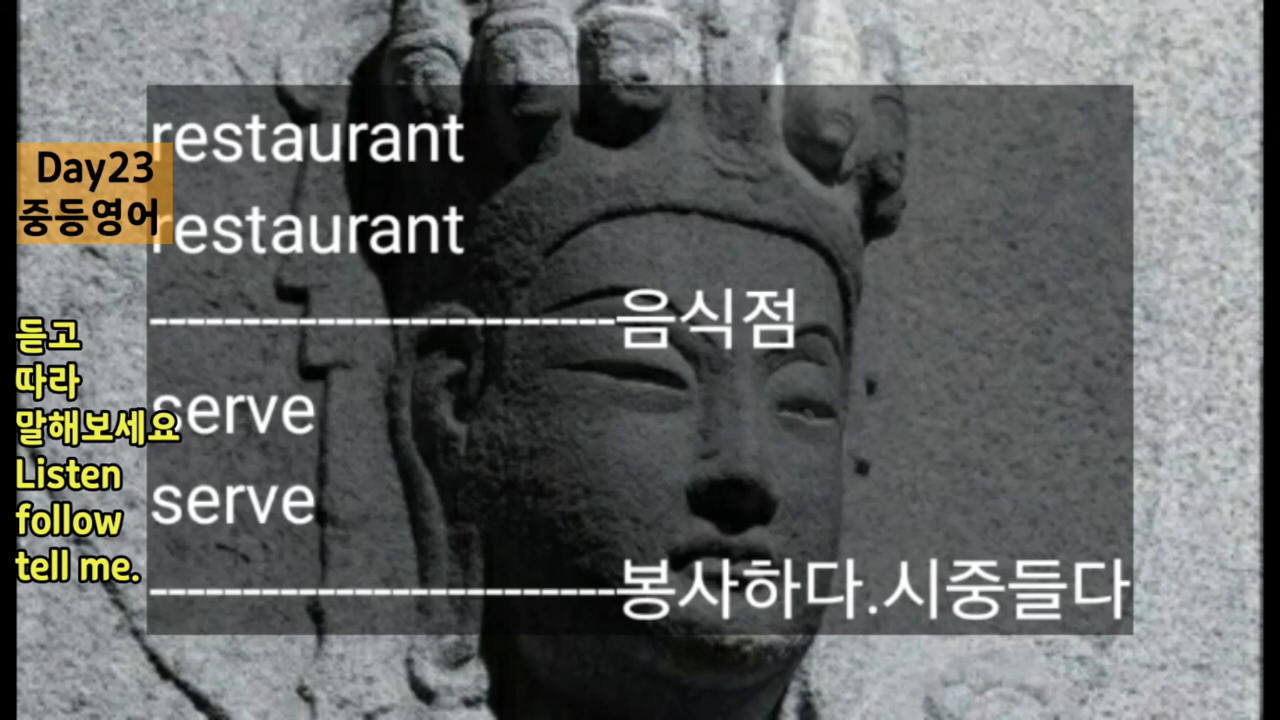 Day23
중등영어
듣고
따라
말해보세요
Listen
follow
tell me.
restaurant
restaurant
-------------------------음식점
serve
serve
-------------------------봉사하다.시중들다